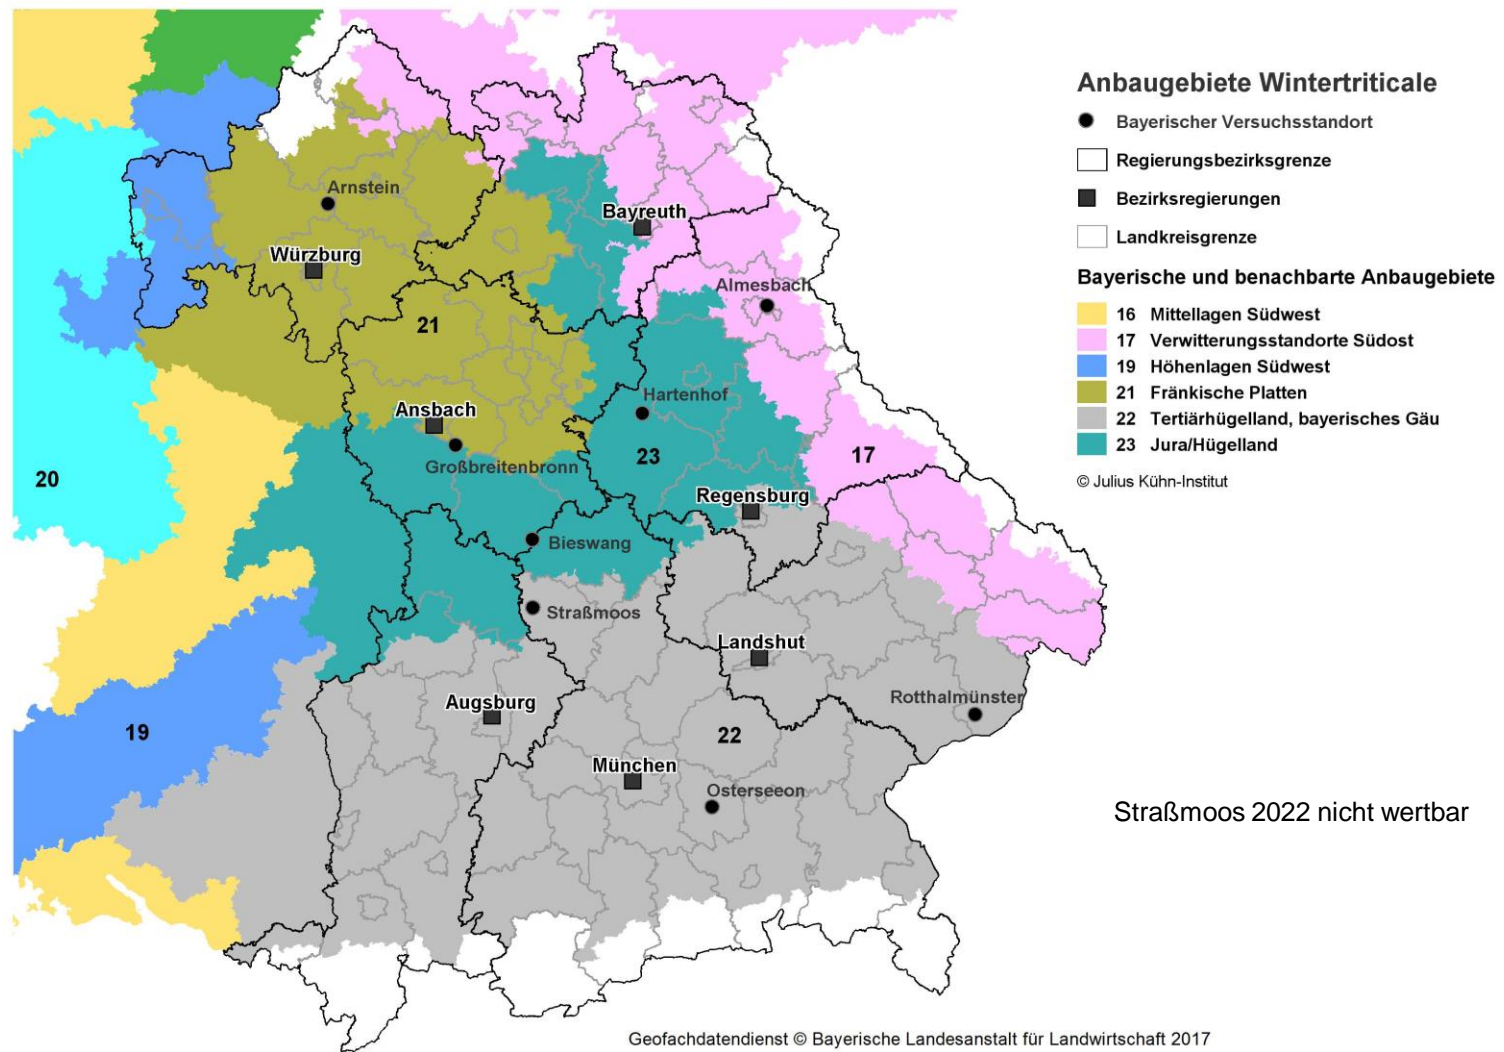 Anbaugebiete Wintertriticale
Bayerischer Versuchsstandort
Regierungsbezirksgrenze
Bezirksregierungen
Landkreisgrenze
Bayerische und benachbarte Anbaugebiete
16 Mittellagen Südwest
17 Verwitterungsstandorte Südost
19 Höhenlagen Südwest
21 Fränkische Platten
22 Tertiärhügelland, bayerisches Gäu
23 Jura/Hügelland
© Julius Kühn-Institut
Arnstein
Bayreuth
Würzburg
Almesbach
21
Hartenhof
Ansbach
Großbreitenbronn
23
17
20
Regensburg
Bieswang
Straßmoos
Landshut
Rotthalmünster
Augsburg
19
22
München
Osterseeon
Straßmoos 2022 nicht wertbar
Geofachdatendienst © Bayerische Landesanstalt für Landwirtschaft 2017